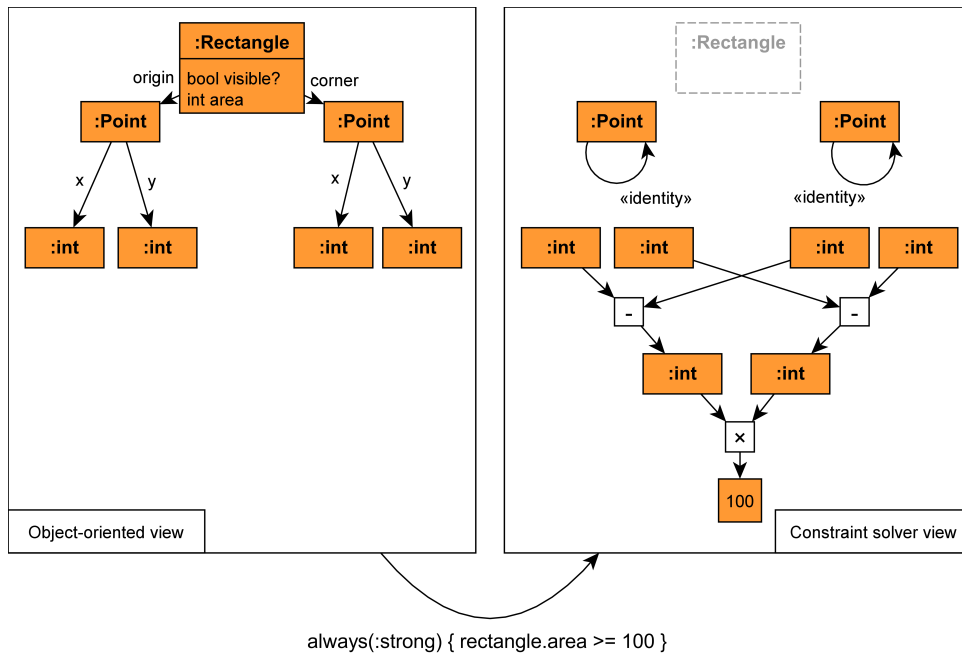 :Rectangle
bool visible?
int area
origin
corner
:Point
:Point
x
y
x
y
:int
:int
:int
:int
Object-oriented view
:Rectangle
:Point
:Point
«identity»
«identity»
:int
:int
:int
:int
-
-
:int
:int
×
100
Constraint solver view
always(:strong) { rectangle.area >= 100 }